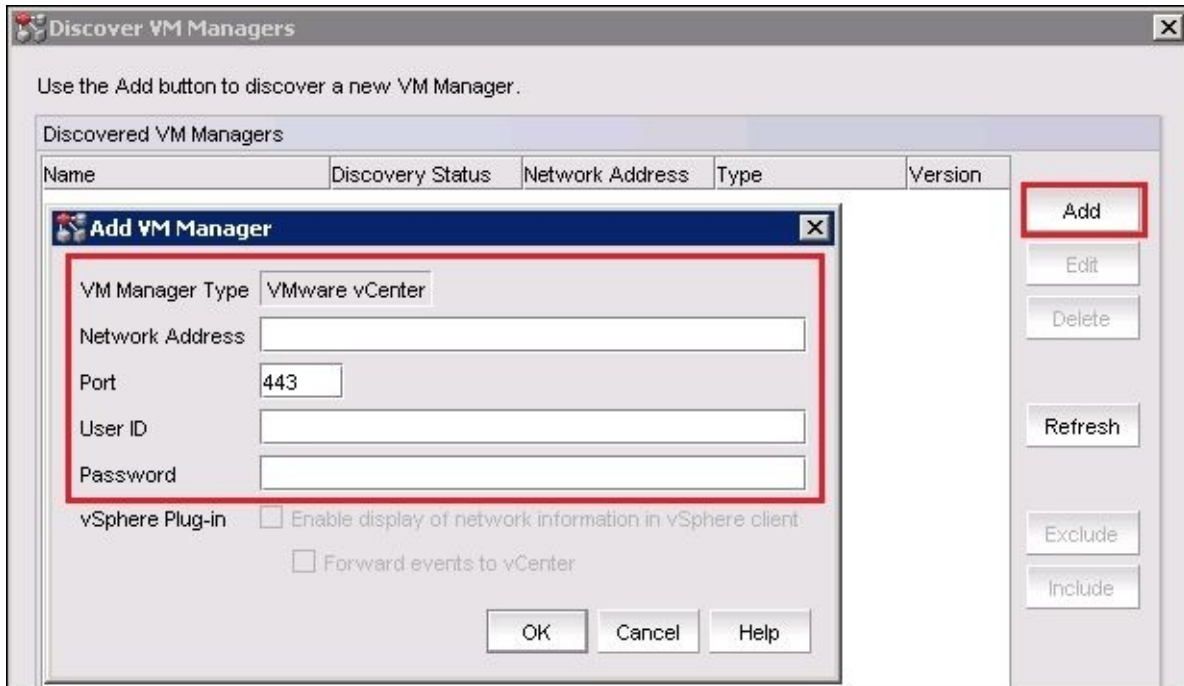 Discover VM Managers
Use the Add button to discover a new VM Manager.
Discovered VM Managers
Name Discovery Status Network Address Type Version
Add
Edit
Delete
Refresh
Exclude
Include
Add VM Manager
VM Manager Type VMware vCenter
Network Address
Port 443
User ID
Password
vSphere Plug-in Enable display of network information in vSphere client
Forward events to vCenter
OK Cancel Help